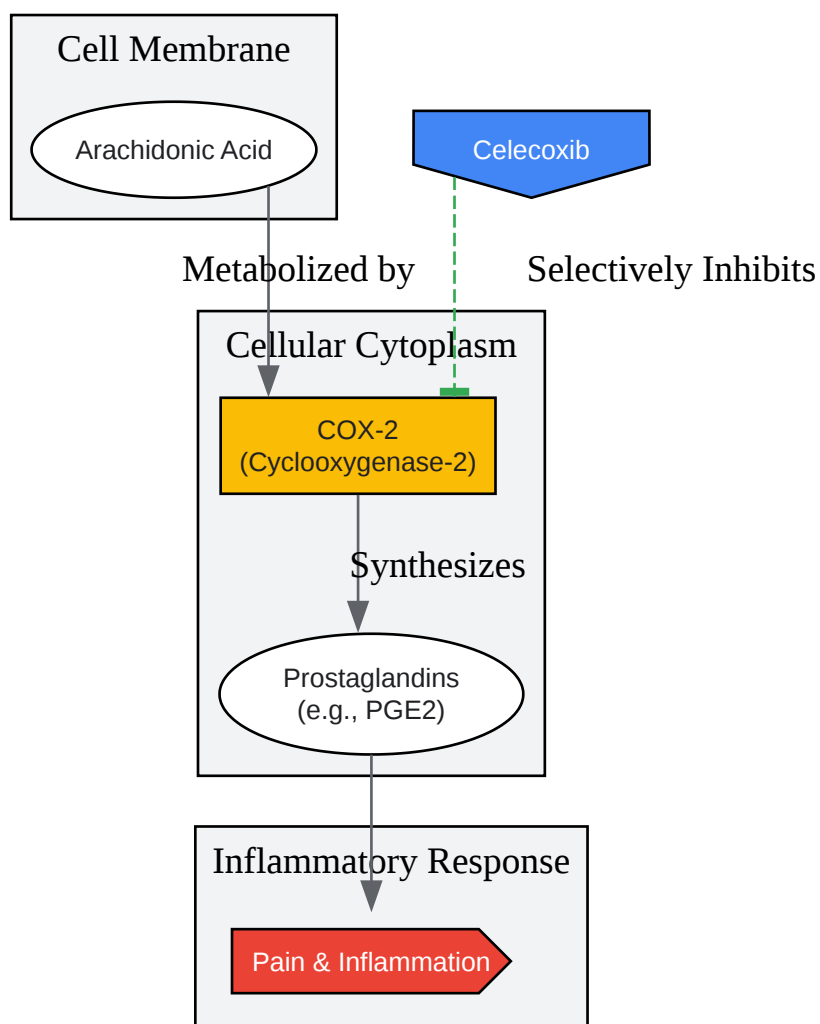 Cell Membrane
Arachidonic Acid
Celecoxib
Metabolized by
Selectively Inhibits
Cellular Cytoplasm
COX-2
(Cyclooxygenase-2)
Synthesizes
Prostaglandins
(e.g., PGE2)
Inflammatory Response
Pain & Inflammation